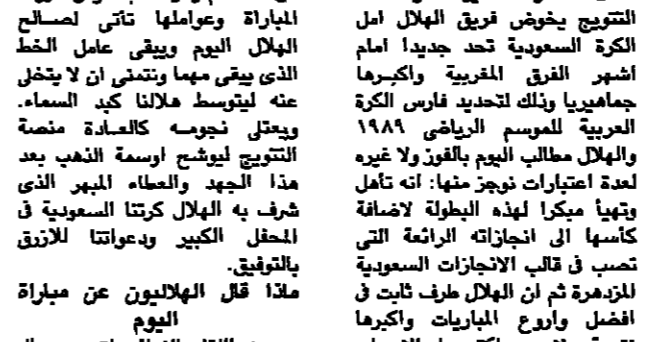 التتويج يخوض فريق الهلال امل
الكرة السعودية تحد جديدا امام
أشهر الفرق المغربية واكبرها
جماهيريا وذلك لتحديد فارس الكرة
العربية للموسم الرياضى ١٩٨٩
والهلال مطالب اليوم بالفوز ولا غيره
لعدة اعتبارات نوجز منها: انه تأهل
وتهيأ مبكرا لهذه البطولة لاضافة
كأسها الى انجازاته الرائعة التى
تصب فى قالب الانجازات السعودية
المزدهرة ثم ان الهلال طرف ثابت فى
افضل واروع المباريات واكبرها
المباراة وعواملها تأتى لصالح
الهلال اليوم ويبقى عامل الخط
الذى يبقى مهما ونتمنى ان لا يتخلى
عنه ليتوسط هلالنا كبد السماء.
ويعتلى نجومه كالعادة منصة
التتويج ليوشح اوسمة الذهب بعد
هذا الجهد والعطاء المبهر الذى
شرف به الهلال كرتنا السعودية فى
المحفل الكبير ودعواتنا للازرق
بالتوفيق.
ماذا قال الهلاليون عن مباراة
اليوم